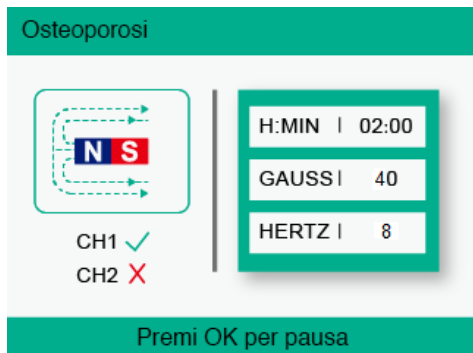 Osteoporosi
N S
CH1
CH2
H:MIN | 02:00
GAUSS | 40
HERTZ | 8
Premi OK per pausa